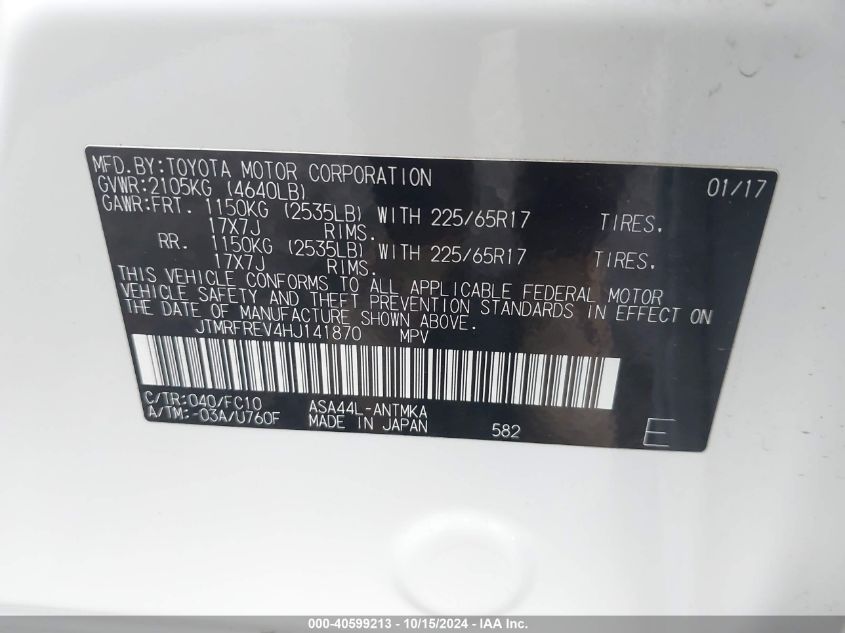 MFD.BY:TOYOTA MOTOR CORPORATION 01/17
GVWR:2105KG (4640LB)
GAWR:FRT. 1150KG (2535LB) WITH 225/65R17 TIRES.
17X7J RIMS.
RR. 1150KG (2535LB) WITH 225/65R17 TIRES.
17X7J RIMS.
THIS VEHICLE CONFORMS TO ALL APPLICABLE FEDERAL MOTOR
VEHICLE SAFETY AND THEFT PREVENTION STANDARDS IN EFFECT ON
THE DATE OF MANUFACTURE SHOWN ABOVE.
JTMRFREV4HJ141870 MPV
C/TR:040/FC10 ASA44L-ANTMKA
A/TM:-03A/U760F MADE IN JAPAN 582 E
000-40599213 - 10/15/2024 - IAA Inc.